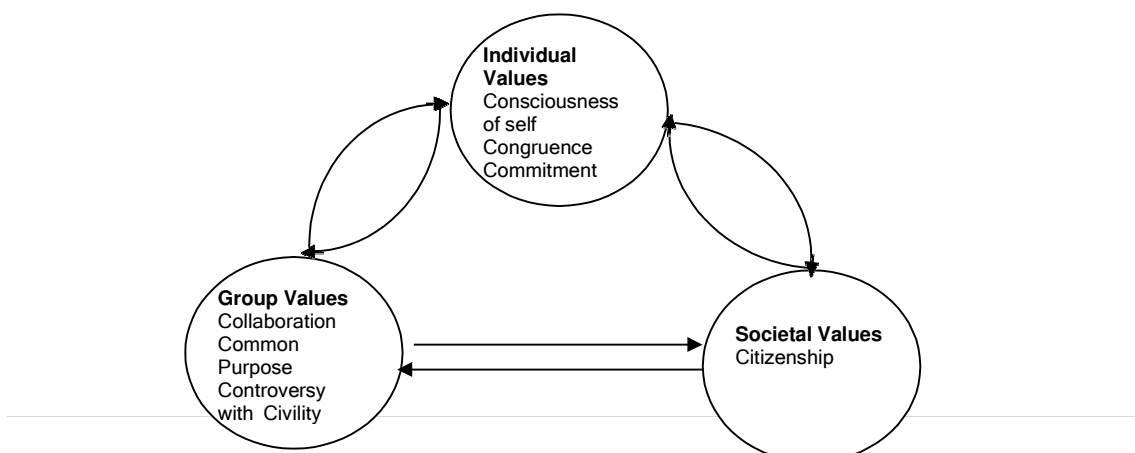 Individual
Values
Consciousness
of self
Congruence
Commitment
Group Values
Collaboration
Common
Purpose
Controversy
with Civility
Societal Values
Citizenship